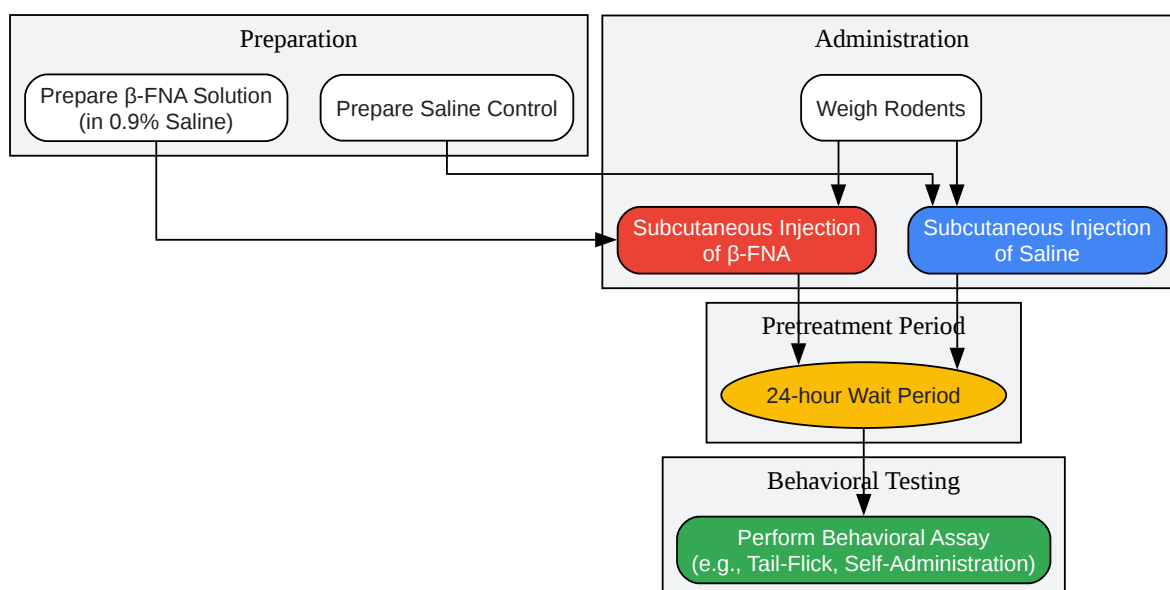 Preparation
Prepare β-FNA Solution
(in 0.9% Saline)
Prepare Saline Control
Administration
Weigh Rodents
Subcutaneous Injection
of β-FNA
Subcutaneous Injection
of Saline
Pretreatment Period
24-hour Wait Period
Behavioral Testing
Perform Behavioral Assay
(e.g., Tail-Flick, Self-Administration)